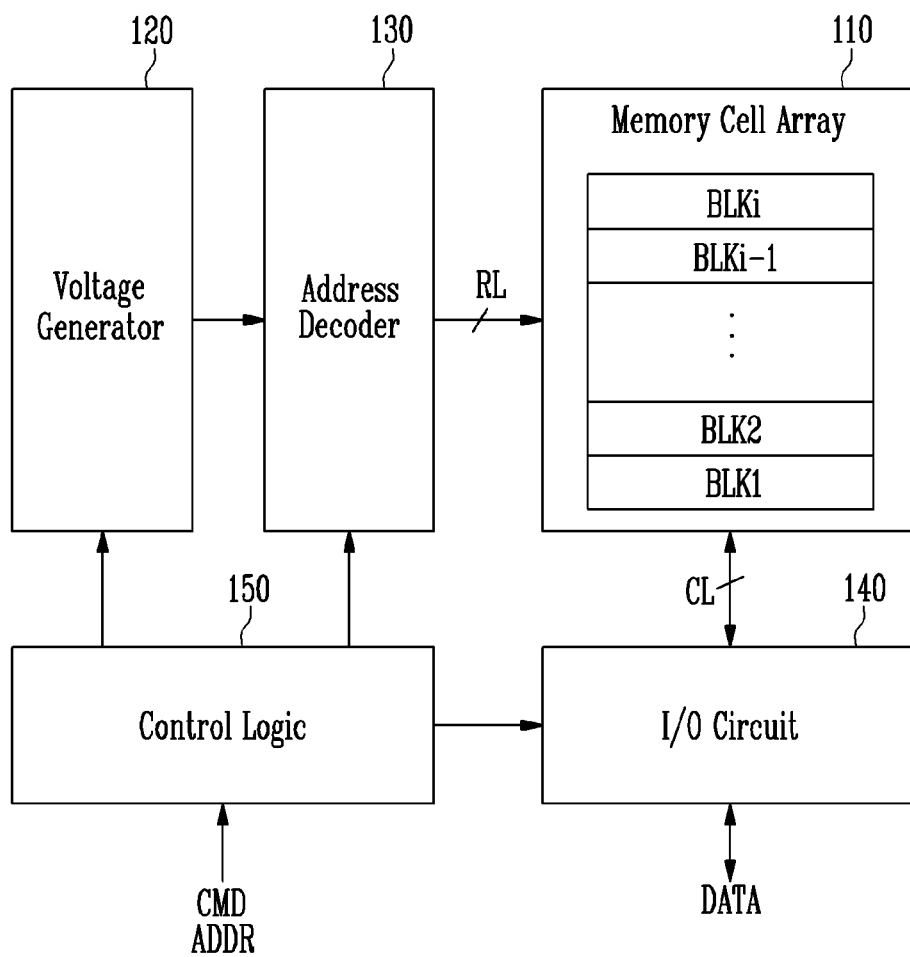 120
130
110
Memory Cell Array
BLKi
BLKi-1
Voltage
Generator
Address
Decoder
RL
BLK2
BLK1
150
CL
140
Control Logic
I/O Circuit
CMD
ADDR
DATA